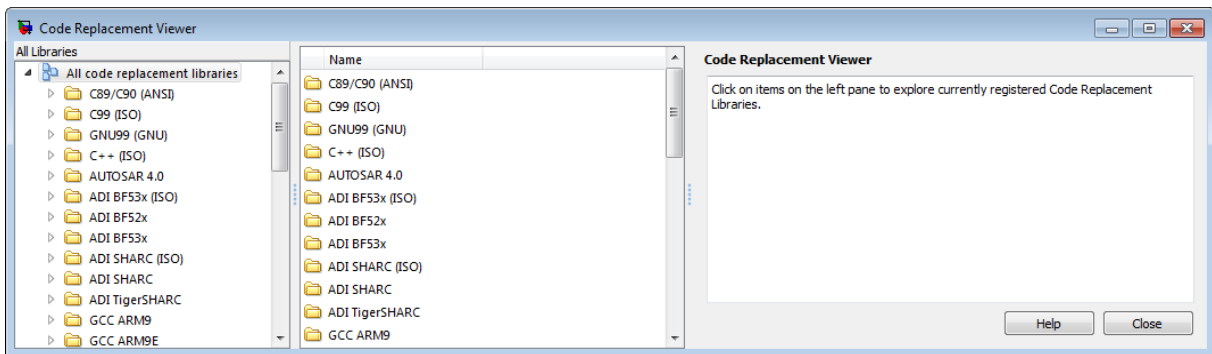 Code Replacement Viewer
All Libraries
All code replacement libraries
C89/C90 (ANSI)
C99 (ISO)
GNU99 (GNU)
C++ (ISO)
AUTOSAR 4.0
ADI BF53x (ISO)
ADI BF52x
ADI BF53x
ADI SHARC (ISO)
ADI SHARC
ADI TigerSHARC
GCC ARM9
GCC ARM9E
Name
C89/C90 (ANSI)
C99 (ISO)
GNU99 (GNU)
C++ (ISO)
AUTOSAR 4.0
ADI BF53x (ISO)
ADI BF52x
ADI BF53x
ADI SHARC (ISO)
ADI SHARC
ADI TigerSHARC
GCC ARM9
Code Replacement Viewer
Click on items on the left pane to explore currently registered Code Replacement
Libraries.
Help
Close